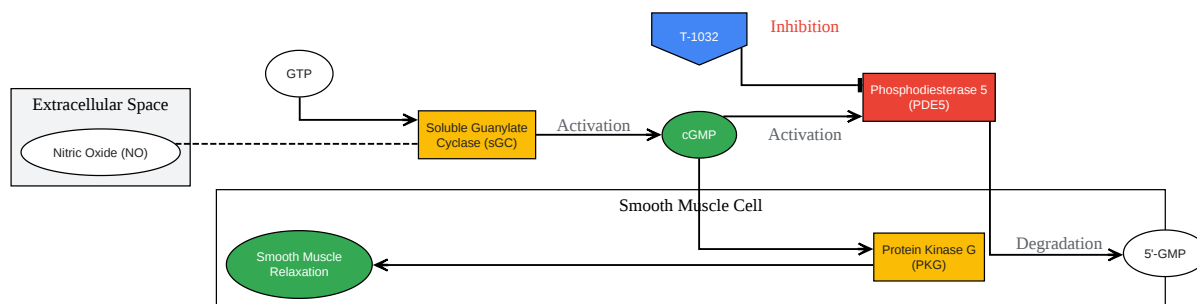 T-1032
Inhibition
GTP
Phosphodiesterase 5
(PDE5)
Extracellular Space
Nitric Oxide (NO)
Soluble Guanylate
Cyclase (sGC)
Activation
cGMP
Activation
Smooth Muscle Cell
Smooth Muscle
Relaxation
Protein Kinase G
(PKG)
Degradation
5'-GMP